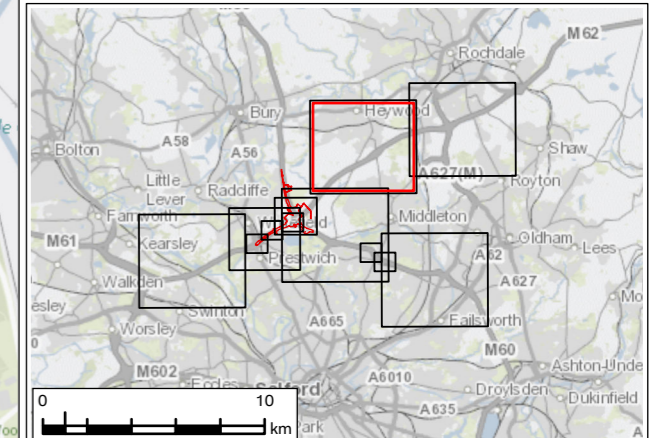 Rochdale
M 62
Bury
Heywood
A58
Bolton
A56
Shaw
Little
Lever
Radcliffe
A627(M)
Royton
Farnworth
Middleton
M61
Kearsley
Oldham
Lees
A62
Prestwich
A627
Walkden
Swinton
Worsley
A665
Failsworth
M60
M602
Ashton-Unde
Eccles
Salford
A6010
Droylsden
Dukinfield
A635
0 10
km